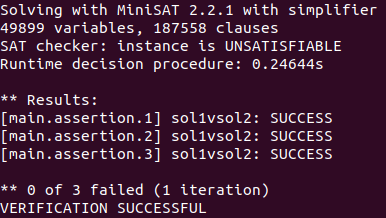 Solving with MiniSAT 2.2.1 with simplifier
49899 variables, 187558 clauses
SAT checker: instance is UNSATISFIABLE
Runtime decision procedure: 0.24644s
** Results:
[main.assertion.1] sol1vsol2: SUCCESS
[main.assertion.2] sol1vsol2: SUCCESS
[main.assertion.3] sol1vsol2: SUCCESS
** 0 of 3 failed (1 iteration)
VERIFICATION SUCCESSFUL